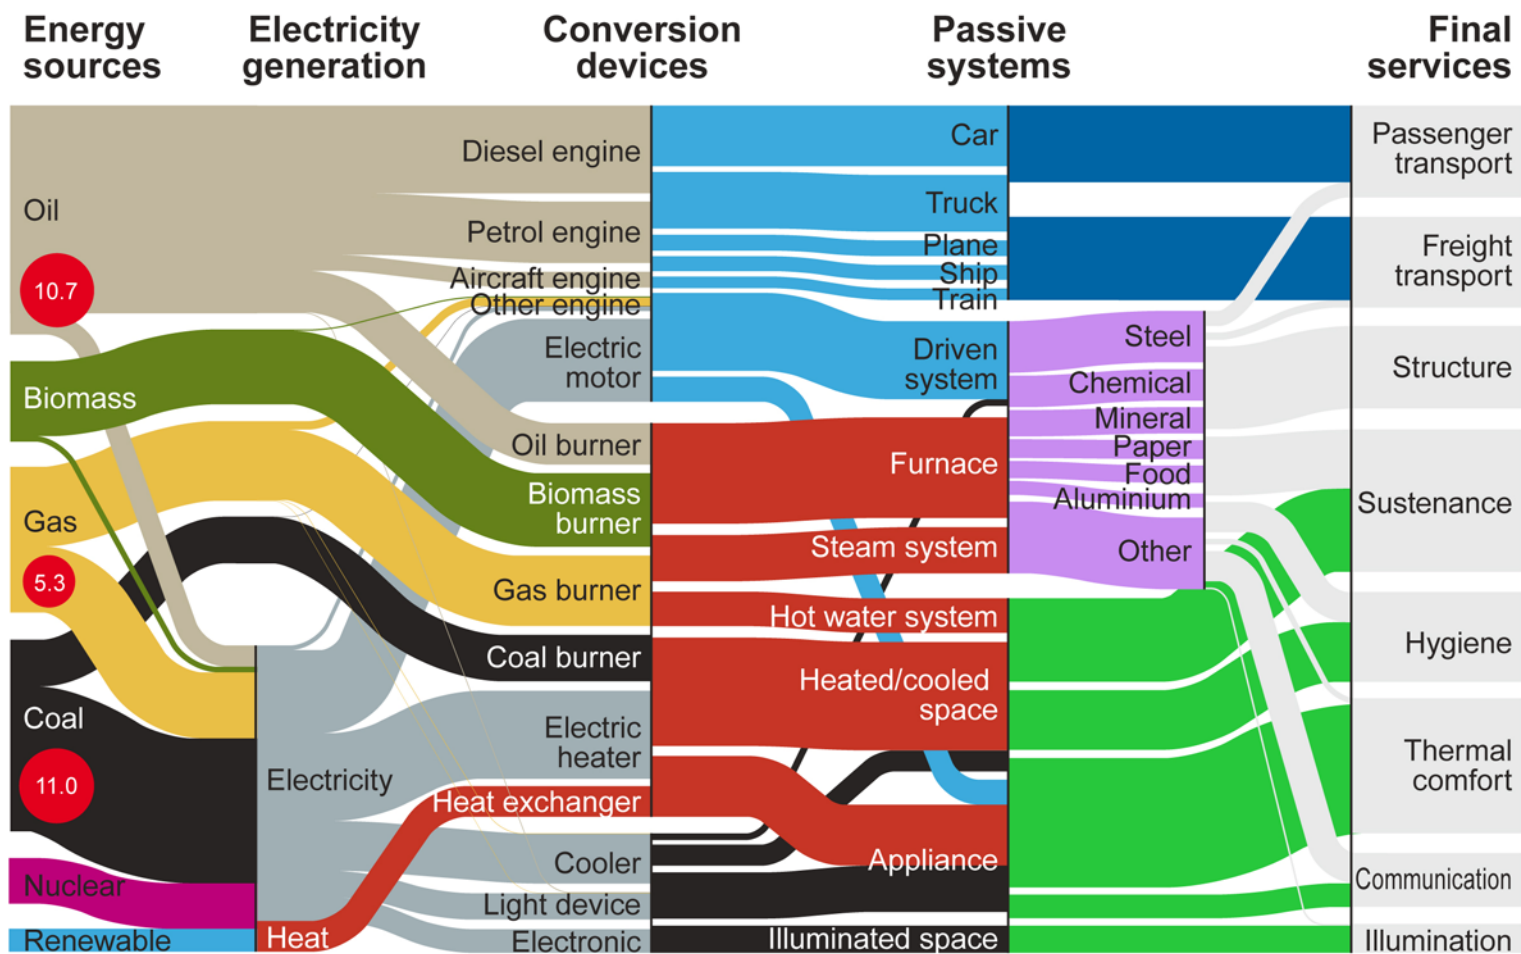 Energy
sources
Electricity
generation
Conversion
devices
Passive
systems
Final
services
Oil
10.7
Biomass
Gas
5.3
Coal
11.0
Nuclear
Renewable
Electricity
Heat
Diesel engine
Petrol engine
Aircraft engine
Other engine
Electric
motor
Oil burner
Biomass
burner
Gas burner
Coal burner
Electric
heater
Heat exchanger
Cooler
Light device
Electronic
Car
Truck
Plane
Ship
Train
Driven
system
Furnace
Steam system
Hot water system
Heated/cooled
space
Appliance
Illuminated space
Steel
Chemical
Mineral
Paper
Food
Aluminium
Other
Passenger
transport
Freight
transport
Structure
Sustenance
Hygiene
Thermal
comfort
Communication
Illumination